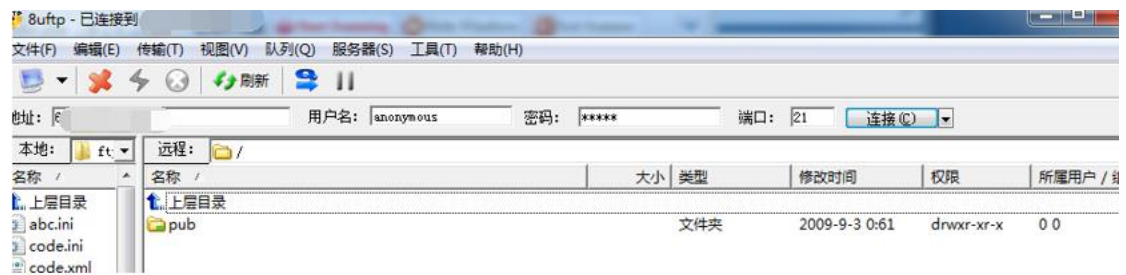 8uftp - 已连接到
文件(F) 编辑(E) 传输(T) 视图(V) 队列(Q) 服务器(S) 工具(T) 帮助(H)
刷新
地址: 用户名: anonymous 密码: ***** 端口: 21 连接(C)
本地: 远程: /
名称 / 名称 / 大小 类型 修改时间 权限 所属用户 /
上层目录 上层目录
abc.ini pub 文件夹 2009-9-3 0:61 drwxr-xr-x 0 0
code.ini
code.xml